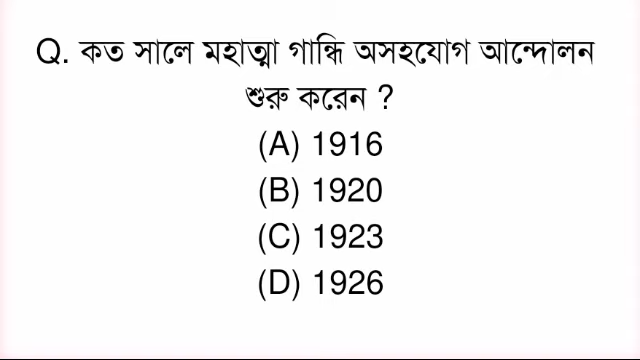 Q. কত সালে মহাত্মা গান্ধি অসহযোগ আন্দোলন
শুরু করেন ?
(A) 1916
(B) 1920
(C) 1923
(D) 1926